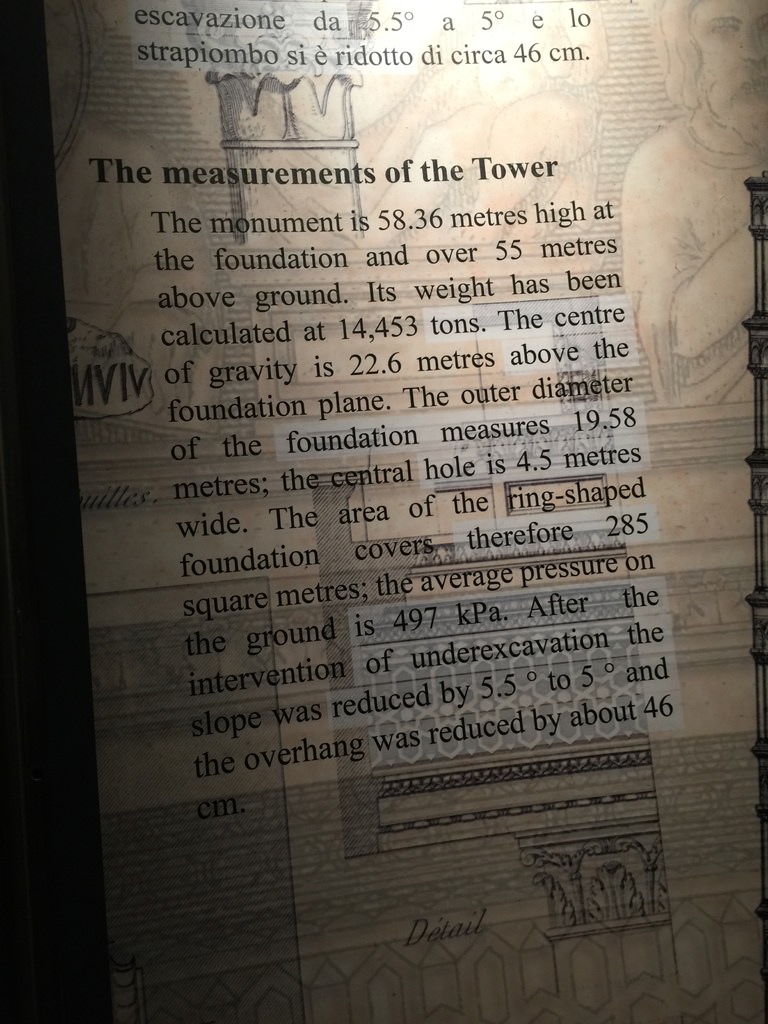 escavazione da 5.5° a 5° e lo
strapiombo si è ridotto di circa 46 cm.
The measurements of the Tower
The monument is 58.36 metres high at
the foundation and over 55 metres
above ground. Its weight has been
calculated at 14,453 tons. The centre
of gravity is 22.6 metres above the
foundation plane. The outer diameter
of the foundation measures 19.58
metres; the central hole is 4.5 metres
wide. The area of the ring-shaped
foundation covers therefore 285
square metres; the average pressure on
the ground is 497 kPa. After the
intervention of underexcavation the
slope was reduced by 5.5 ° to 5 ° and
the overhang was reduced by about 46
cm.
Détail